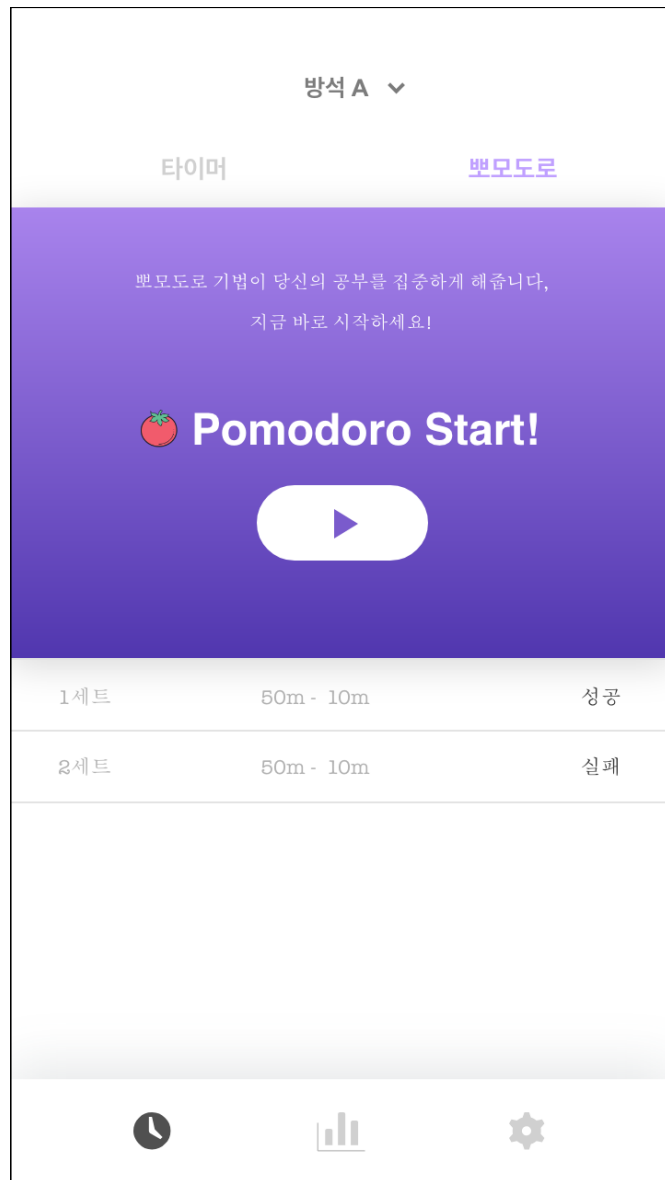 방석 A
타이머 뽀모도로
뽀모도로 기법이 당신의 공부를 집중하게 해줍니다,
지금 바로 시작하세요!
Pomodoro Start!
1세트 50m - 10m 성공
2세트 50m - 10m 실패